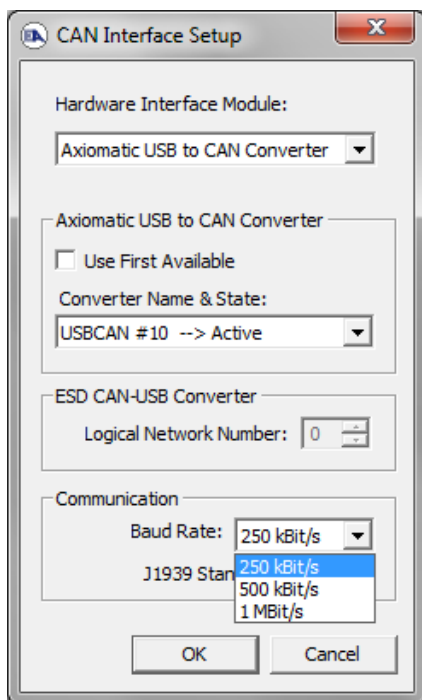 CAN Interface Setup
Hardware Interface Module:
Axiomatic USB to CAN Converter
Axiomatic USB to CAN Converter
Use First Available
Converter Name & State:
USBCAN #10 --> Active
ESD CAN-USB Converter
Logical Network Number: 0
Communication
Baud Rate: 250 kBit/s
250 kBit/s
J1939 Stan
500 kBit/s
1 MBit/s
OK Cancel